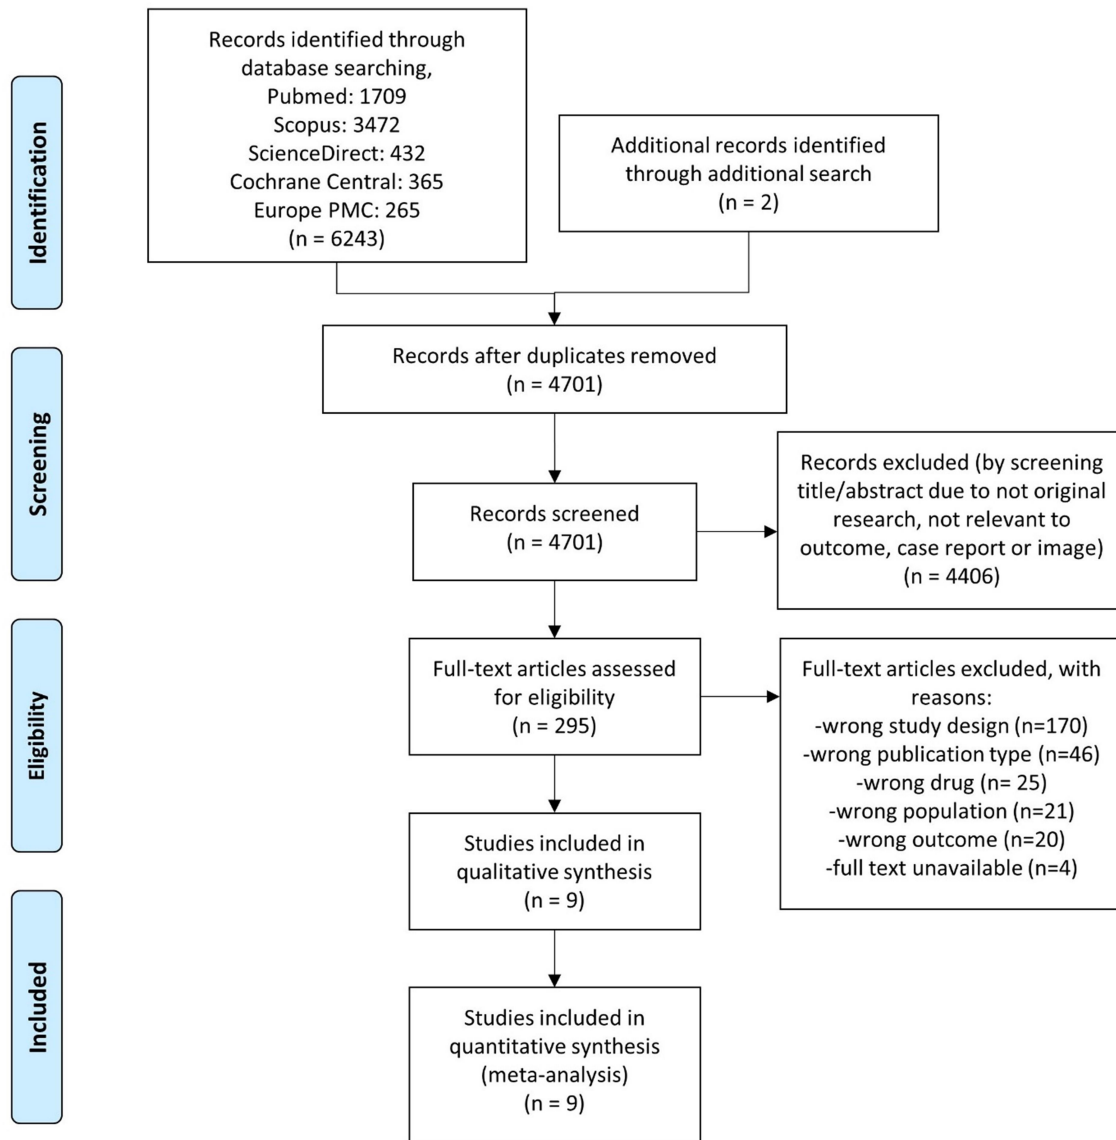 Identification
Records identified through
database searching,
Pubmed: 1709
Scopus: 3472
ScienceDirect: 432
Cochrane Central: 365
Europe PMC: 265
(n = 6243)
Additional records identified
through additional search
(n = 2)
Records after duplicates removed
(n = 4701)
Screening
Records screened
(n = 4701)
Records excluded (by screening
title/abstract due to not original
research, not relevant to
outcome, case report or image)
(n = 4406)
Eligibility
Full-text articles assessed
for eligibility
(n = 295)
Full-text articles excluded, with
reasons:
-wrong study design (n=170)
-wrong publication type (n=46)
-wrong drug (n= 25)
-wrong population (n=21)
-wrong outcome (n=20)
-full text unavailable (n=4)
Studies included in
qualitative synthesis
(n = 9)
Included
Studies included in
quantitative synthesis
(meta-analysis)
(n = 9)